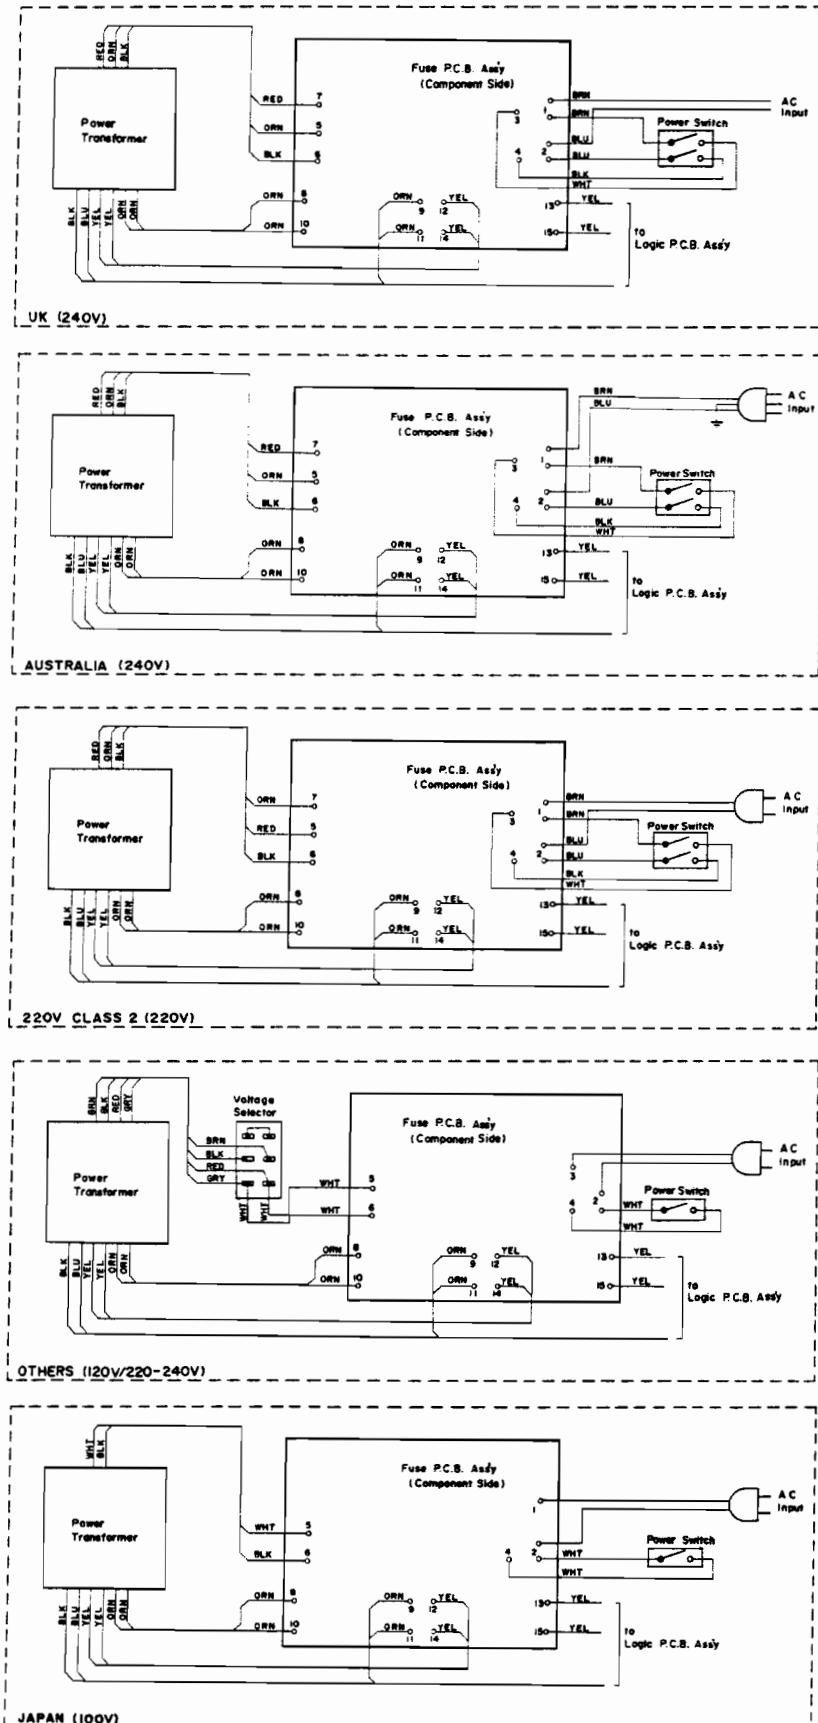 RED ORN BLK
Fuse P.C.B. Ass'y
(Component Side)
Power
Transformer
RED 7
ORN 5
BLK 6
3
1
BRN
BRN
BLU
4 2 BLU
BLK
WHT
AC
Input
Power Switch
BLK BLU YEL YEL ORN ORN
ORN 8
ORN 10
ORN 9 12 YEL
ORN 11 14 YEL
13 YEL
15 YEL
to
Logic P.C.B. Ass'y
UK (240V)
RED ORN BLK
Fuse P.C.B. Ass'y
(Component Side)
Power
Transformer
RED 7
ORN 5
BLK 6
3
1
BRN
BLU
BRN
4 2 BLU
BLK
WHT
AC
Input
Power Switch
BLK BLU YEL YEL ORN ORN
ORN 8
ORN 10
ORN 9 12 YEL
ORN 11 14 YEL
13 YEL
15 YEL
to
Logic P.C.B. Ass'y
AUSTRALIA (240V)
RED ORN BLK
Fuse P.C.B. Ass'y
(Component Side)
Power
Transformer
ORN 7
RED 5
BLK 6
3
1
BRN
BRN
BLU
4 2 BLU
BLK
WHT
AC
Input
Power Switch
BLK BLU YEL YEL ORN ORN
ORN 8
ORN 10
ORN 9 12 YEL
ORN 11 14 YEL
13 YEL
15 YEL
to
Logic P.C.B. Ass'y
220V CLASS 2 (220V)
BRN BLK RED GRY
Voltage
Selector
Fuse P.C.B. Ass'y
(Component Side)
Power
Transformer
BRN
BLK
RED
GRY
WHT WHT
WHT 5
WHT 6
3
4 2 WHT
WHT
AC
Input
Power Switch
BLK BLU YEL YEL ORN ORN
ORN 8
ORN 10
ORN 9 12 YEL
ORN 11 14 YEL
13 YEL
15 YEL
to
Logic P.C.B. Ass'y
OTHERS (120V/220-240V)
WHT BLK
Fuse P.C.B. Ass'y
(Component Side)
Power
Transformer
WHT 5
BLK 6
1
4 2 WHT
WHT
AC
Input
Power Switch
BLK BLU YEL YEL ORN ORN
ORN 8
ORN 10
ORN 9 12 YEL
ORN 11 14 YEL
13 YEL
15 YEL
to
Logic P.C.B. Ass'y
JAPAN (100V)